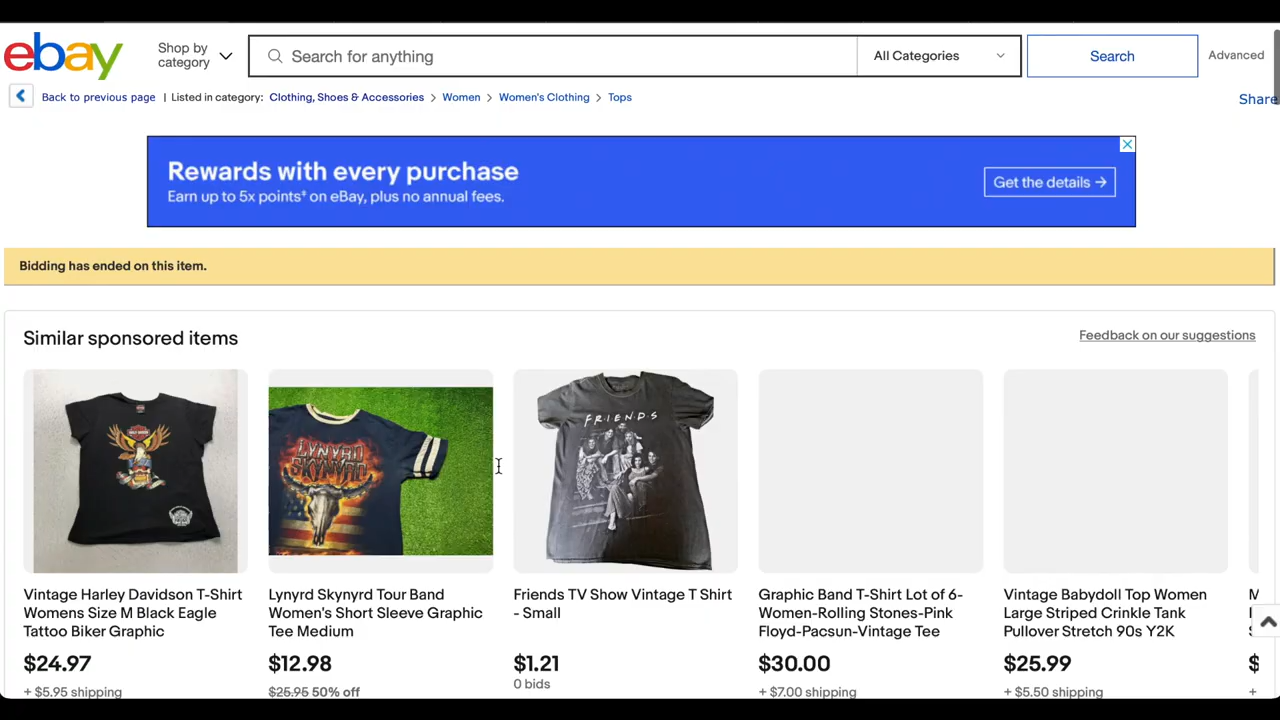 ebay
Shop by
category
Search for anything
All Categories
Search
Advanced
Back to previous page | Listed in category: Clothing, Shoes & Accessories > Women > Women's Clothing > Tops
Share
Rewards with every purchase
Earn up to 5x points* on eBay, plus no annual fees.
Get the details →
Bidding has ended on this item.
Similar sponsored items
Feedback on our suggestions
LYNYRD
SKYNYRD
F·R·I·E·N·D·S
Vintage Harley Davidson T-Shirt
Womens Size M Black Eagle
Tattoo Biker Graphic
$24.97
+ $5.95 shipping
Lynyrd Skynyrd Tour Band
Women's Short Sleeve Graphic
Tee Medium
$12.98
$25.95 50% off
Friends TV Show Vintage T Shirt
- Small
$1.21
0 bids
Graphic Band T-Shirt Lot of 6-
Women-Rolling Stones-Pink
Floyd-Pacsun-Vintage Tee
$30.00
+ $7.00 shipping
Vintage Babydoll Top Women
Large Striped Crinkle Tank
Pullover Stretch 90s Y2K
$25.99
+ $5.50 shipping